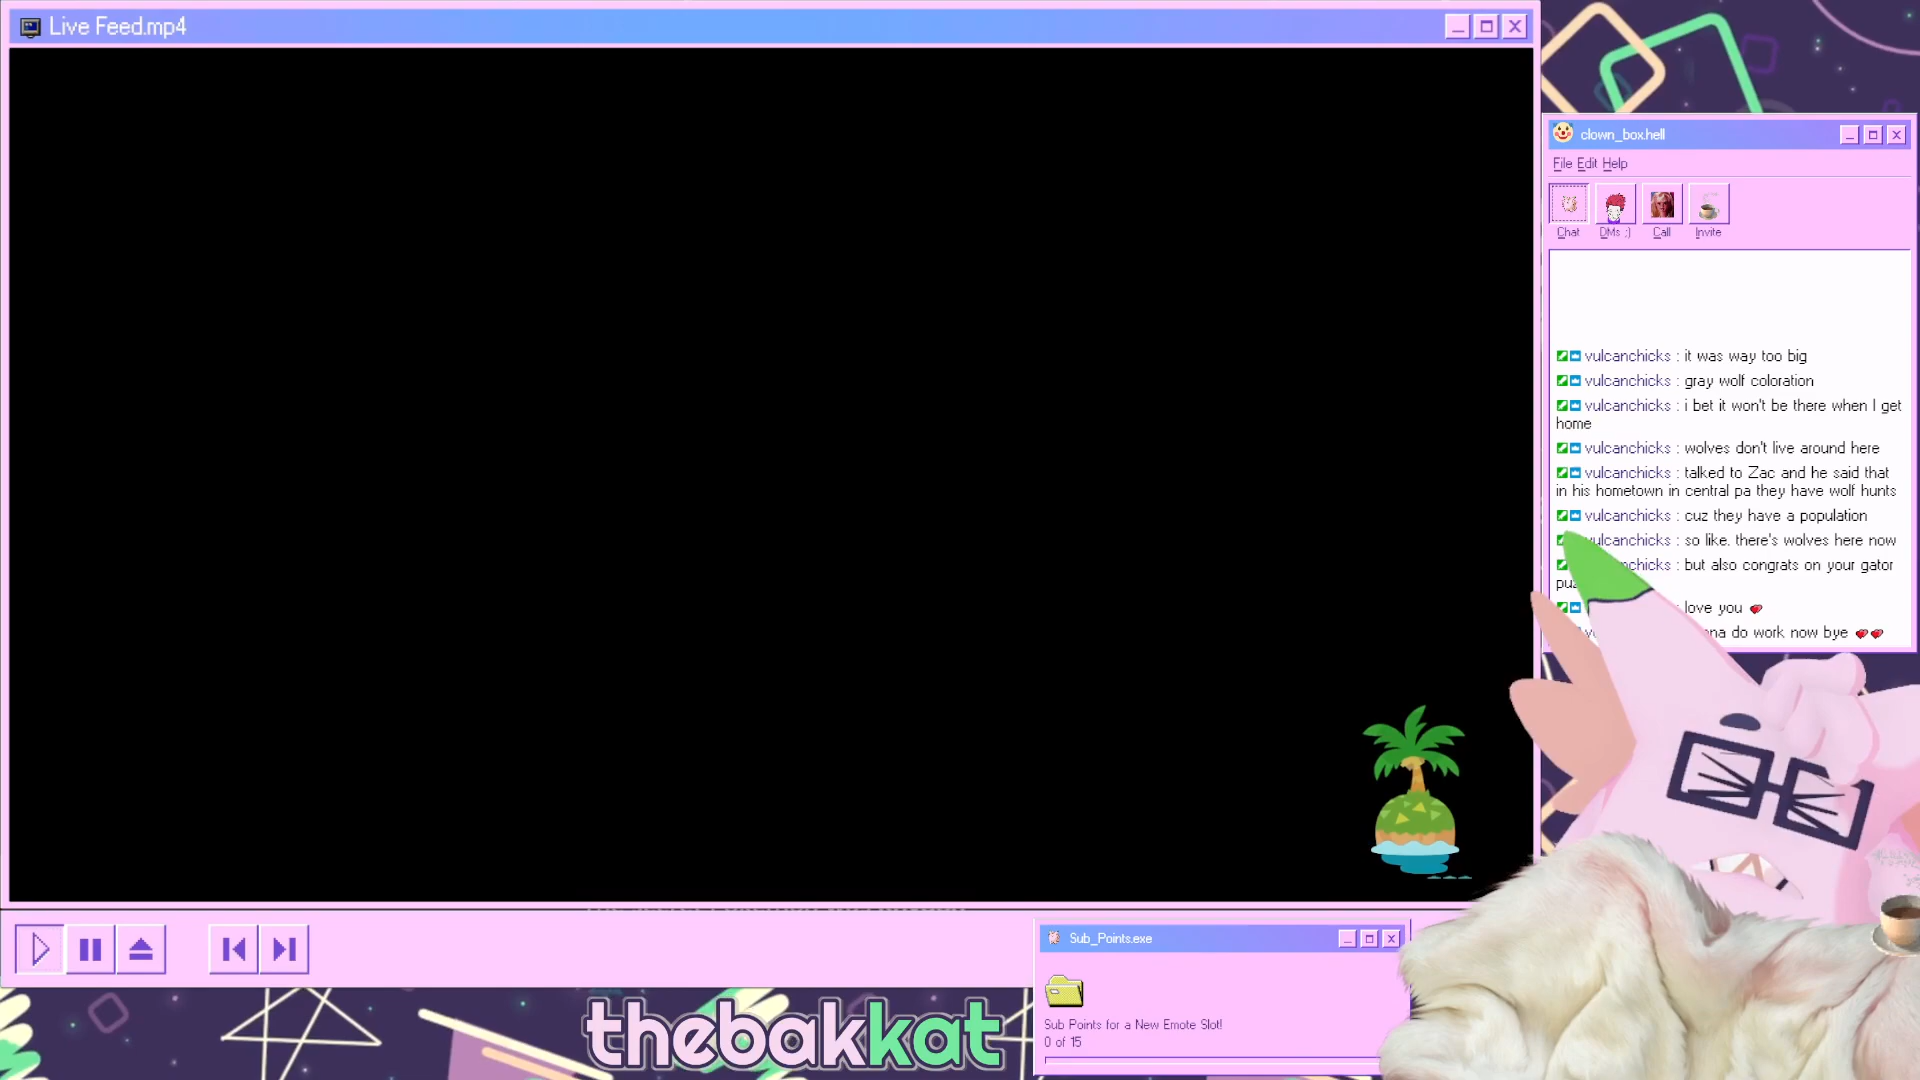 Live Feed.mp4
clown_box.hell
File Edit Help
Chat DMs ;) Call Invite
vulcanchicks : it was way too big
vulcanchicks : gray wolf coloration
vulcanchicks : i bet it won't be there when I get
home
vulcanchicks : wolves don't live around here
vulcanchicks : talked to Zac and he said that
in his hometown in central pa they have wolf hunts
vulcanchicks : cuz they have a population
vulcanchicks : so like. there's wolves here now
: but also congrats on your gator
: love you
do work now bye
Sub_Points.exe
Sub Points for a New Emote Slot!
0 of 15
thebakkat